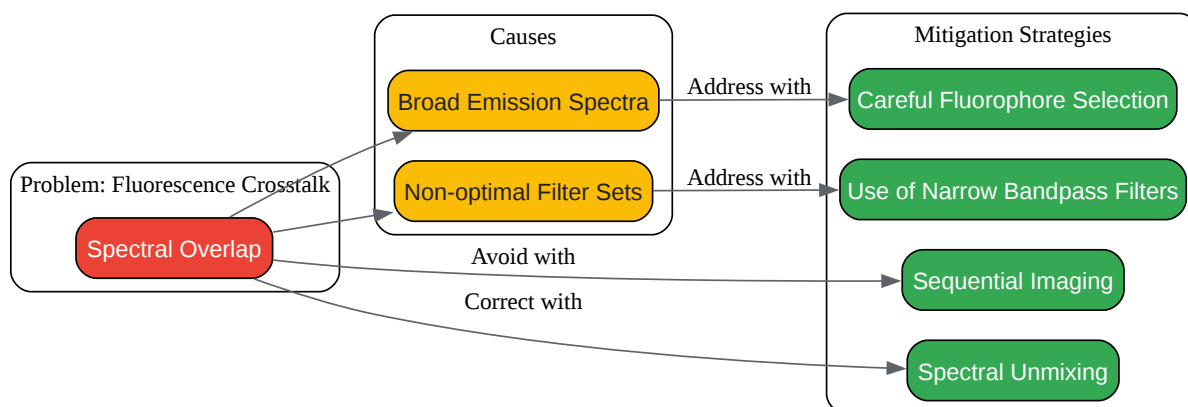 Causes
Mitigation Strategies
Broad Emission Spectra
Address with
Careful Fluorophore Selection
Problem: Fluorescence Crosstalk
Non-optimal Filter Sets
Address with
Use of Narrow Bandpass Filters
Spectral Overlap
Avoid with
Sequential Imaging
Correct with
Spectral Unmixing